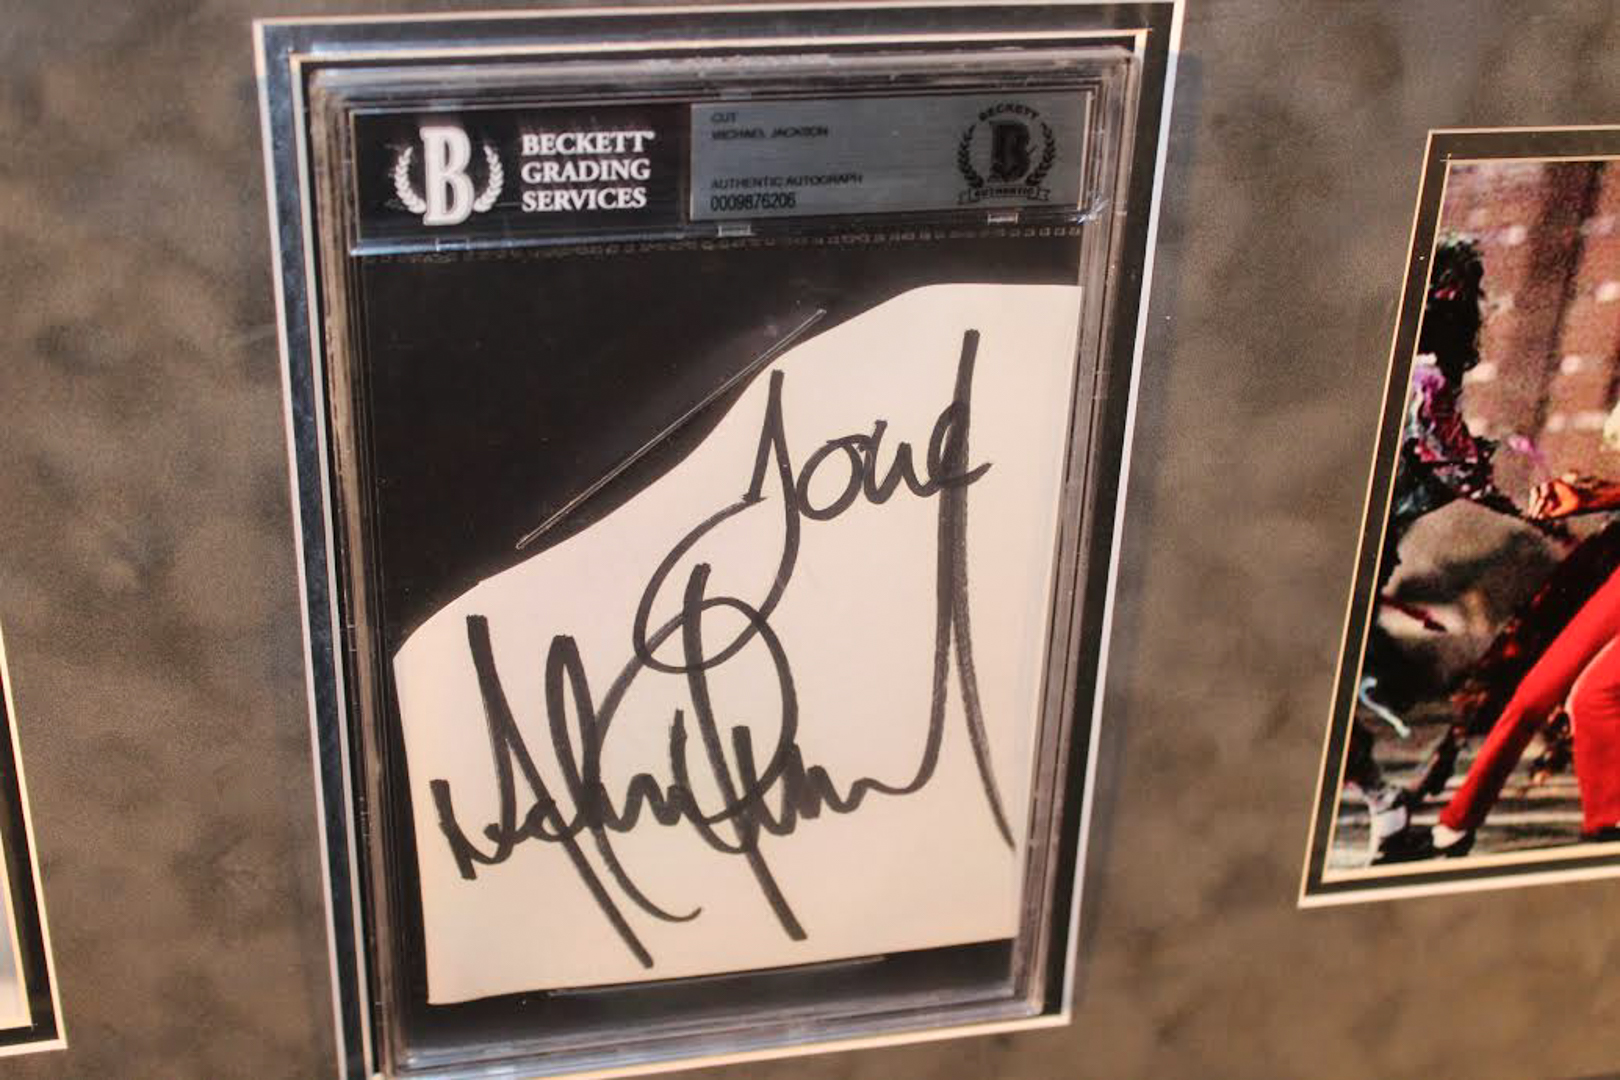 BECKETT
GRADING
SERVICES
CUT
MICHAEL JACKSON
AUTHENTIC AUTOGRAPH
0009876206
BECKETT
B
AUTHENTIC
B
Love